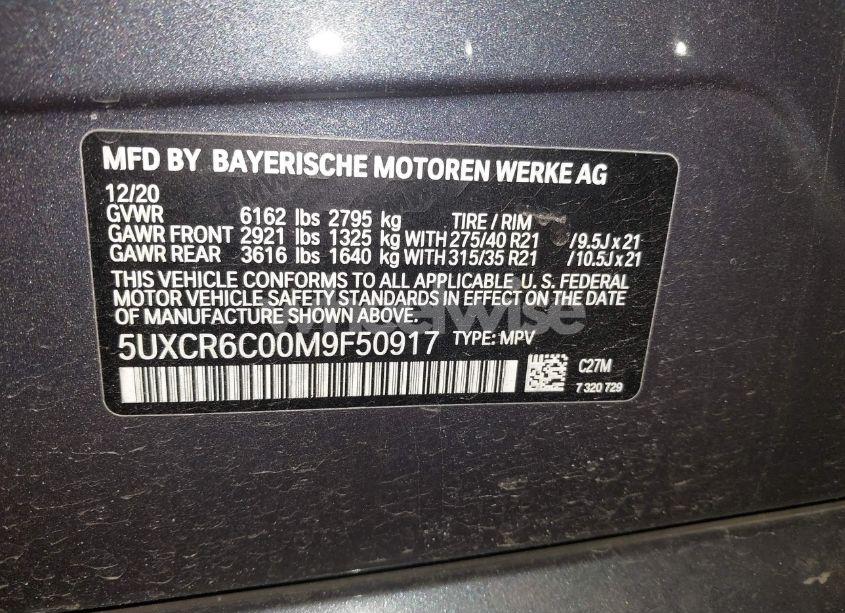 MFD BY BAYERISCHE MOTOREN WERKE AG
12/20
GVWR 6162 lbs 2795 kg TIRE / RIM
GAWR FRONT 2921 lbs 1325 kg WITH 275/40 R21 /9.5J x 21
GAWR REAR 3616 lbs 1640 kg WITH 315/35 R21 /10.5J x 21
THIS VEHICLE CONFORMS TO ALL APPLICABLE U. S. FEDERAL
MOTOR VEHICLE SAFETY STANDARDS IN EFFECT ON THE DATE
OF MANUFACTURE SHOWN ABOVE.
wheelwise
5UXCR6C00M9F50917 TYPE: MPV
C27M
7 320 729